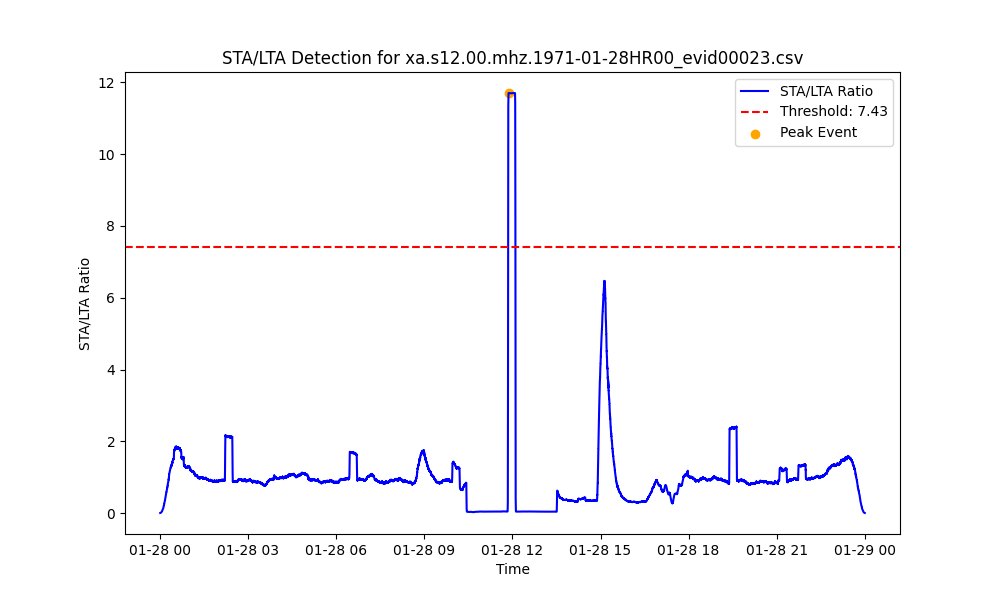 STA/LTA Detection for xa.s12.00.mhz.1971-01-28HR00_evid00023.csv
STA/LTA Ratio
Threshold: 7.43
Peak Event
12
10
8
6
4
2
0
STA/LTA Ratio
01-28 00 01-28 03 01-28 06 01-28 09 01-28 12 01-28 15 01-28 18 01-28 21 01-29 00
Time